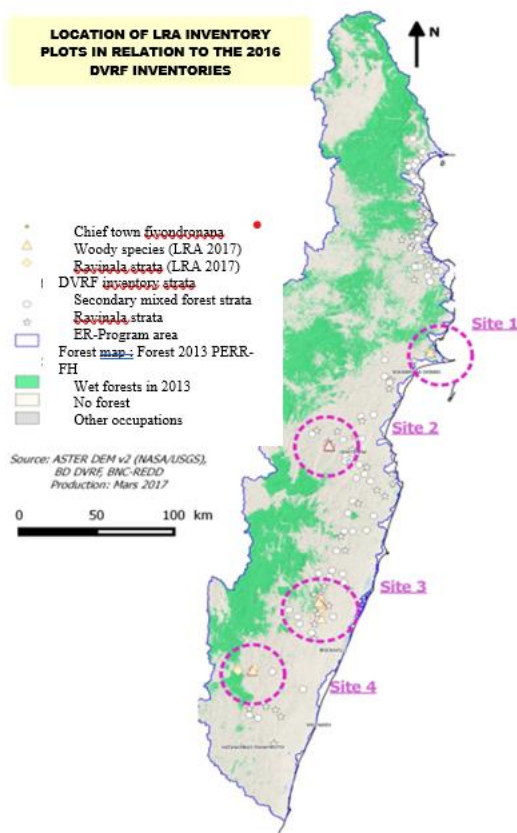 LOCATION OF LRA INVENTORY
PLOTS IN RELATION TO THE 2016
DVRF INVENTORIES
N
Chief town fivondronana
Woody species (LRA 2017)
Ravinala strata (LRA 2017)
DVRF inventory strata
Secondary mixed forest strata
Ravinala strata
ER-Program area
Forest map : Forest 2013 PERR-
FH
Wet forests in 2013
No forest
Other occupations
Source: ASTER DEM v2 (NASA/USGS),
BD DVRF, BNC-REDD
Production: Mars 2017
0 50 100 km
Site 1
Site 2
Site 3
Site 4